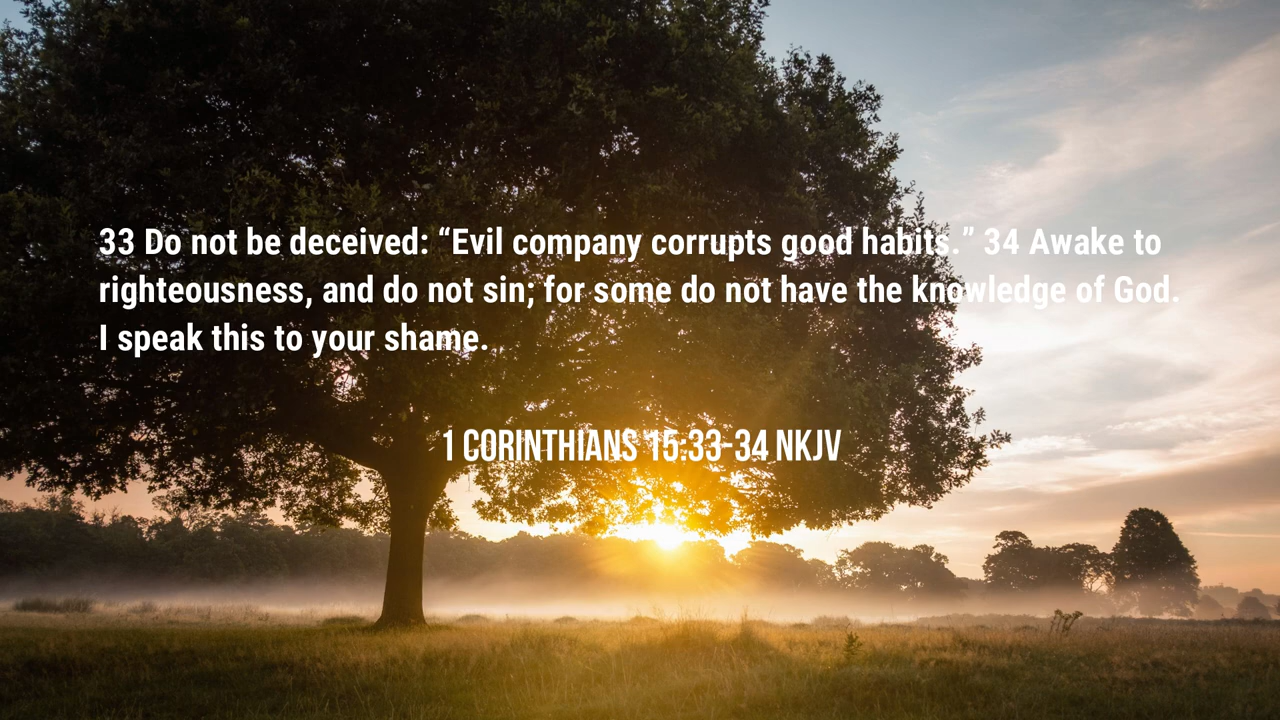 33 Do not be deceived: “Evil company corrupts good habits.” 34 Awake to
righteousness, and do not sin; for some do not have the knowledge of God.
I speak this to your shame.
1 CORINTHIANS 15:33-34 NKJV